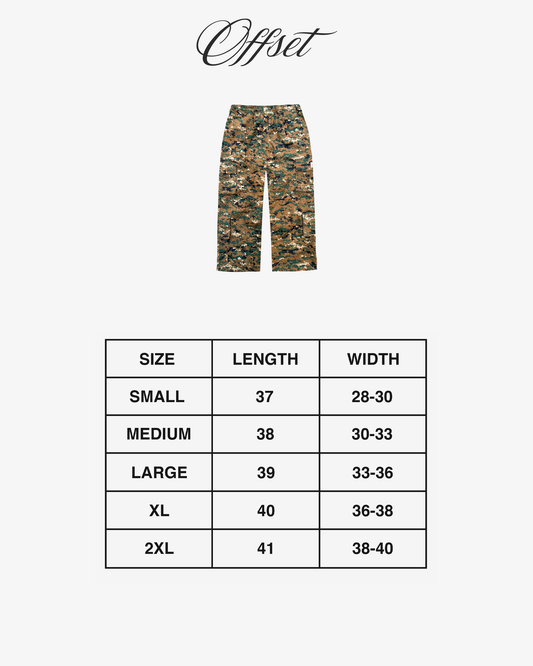 Offset
SIZE LENGTH WIDTH
SMALL 37 28-30
MEDIUM 38 30-33
LARGE 39 33-36
XL 40 36-38
2XL 41 38-40